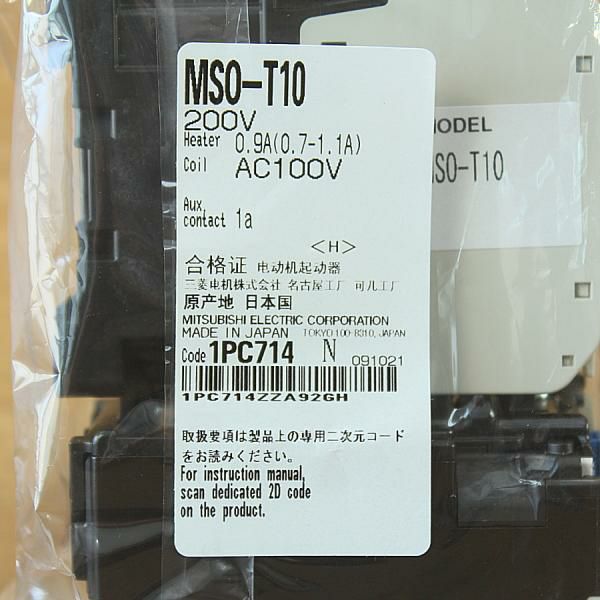 MSO-T10
200V
Heater 0.9A(0.7-1.1A)
Coil AC100V
Aux. contact 1a
<H>
合格证 电动机起动器
三菱电机株式会社 名古屋工厂 可儿工厂
原产地 日本国
MITSUBISHI ELECTRIC CORPORATION
MADE IN JAPAN TOKYO 100-8310, JAPAN
Code 1PC714 N 091021
1PC714ZZA92GH
取扱要項は製品上の専用二次元コード
をお読みください。
For instruction manual,
scan dedicated 2D code
on the product.
MODEL
MSO-T10